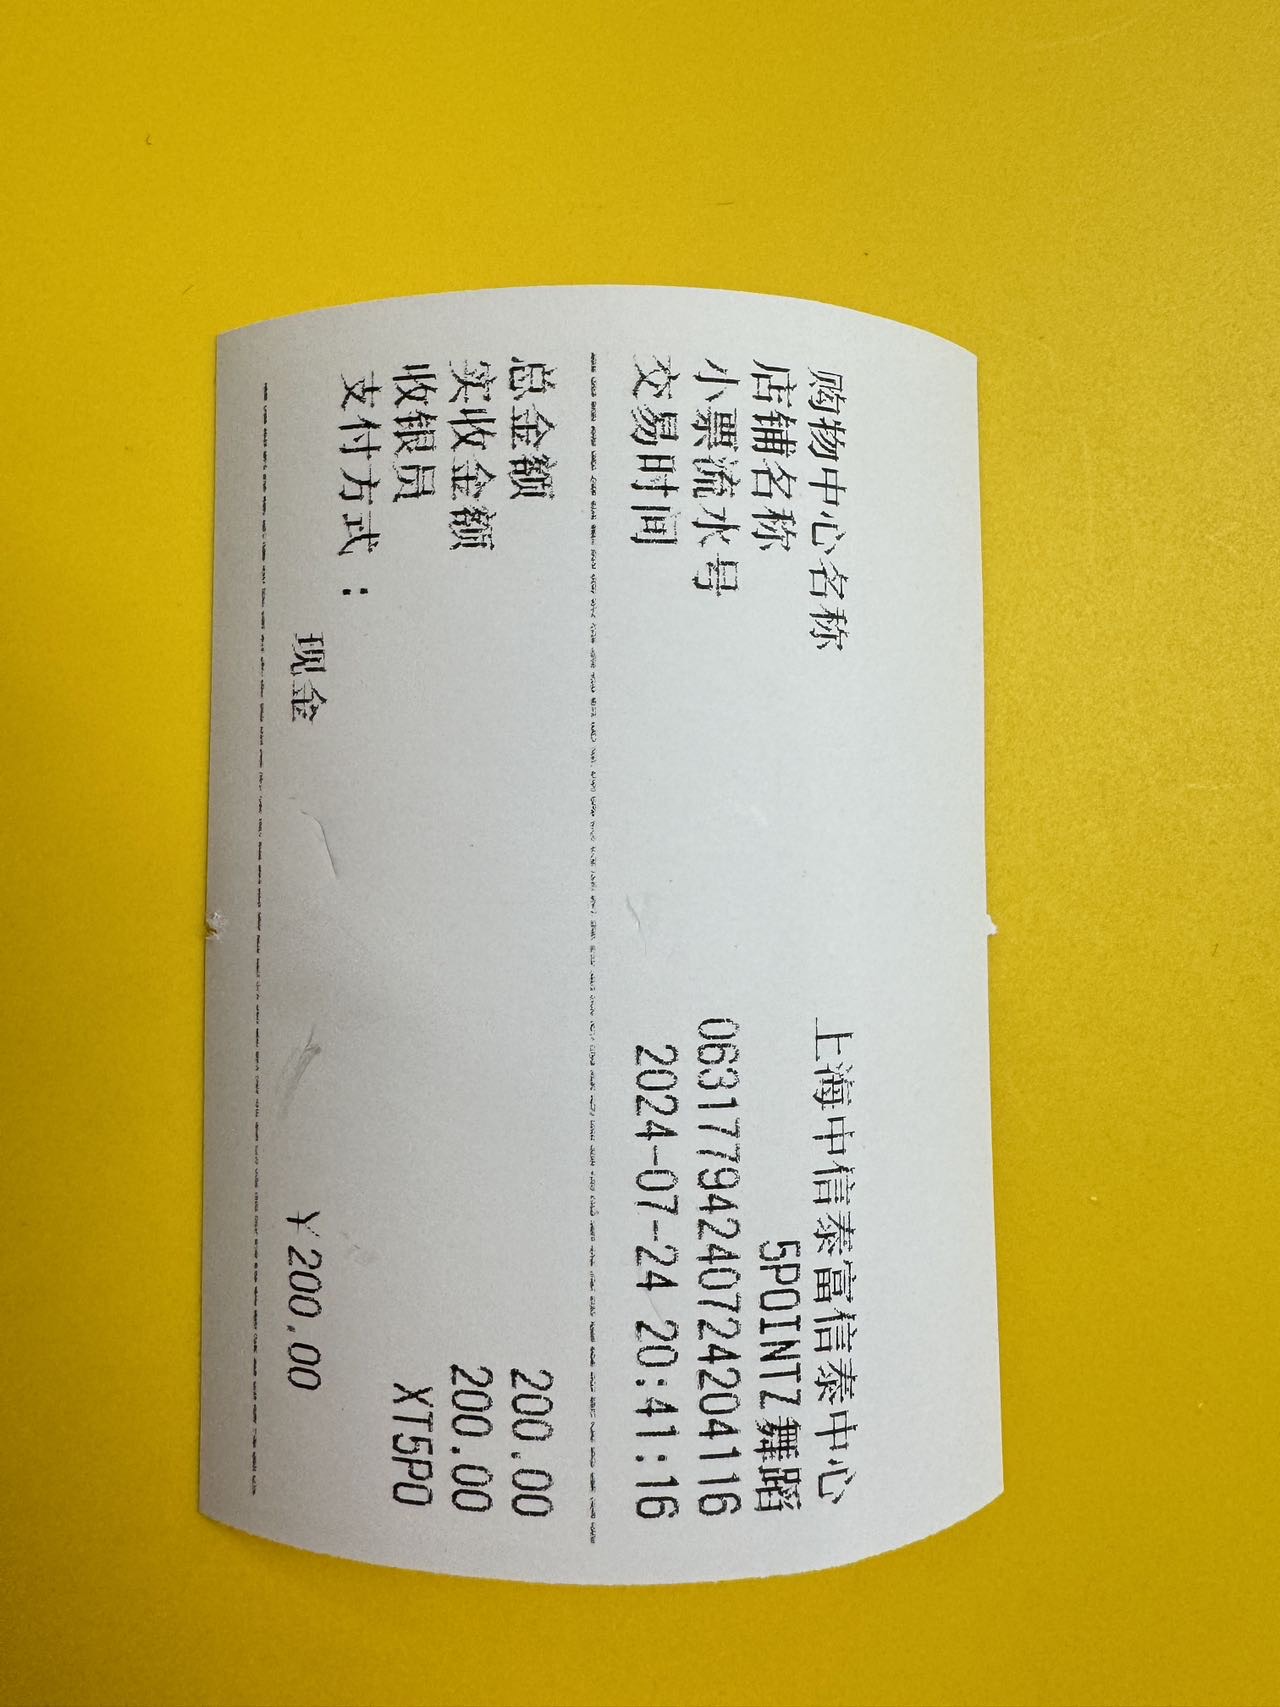 购物中心名称 上海中信泰富信泰中心
店铺名称 5POINTZ舞蹈
小票流水号 06317794240724204116
交易时间 2024-07-24 20:41:16
总金额 200.00
实收金额 200.00
收银员 XT5P0
支付方式：
现金 ¥200.00